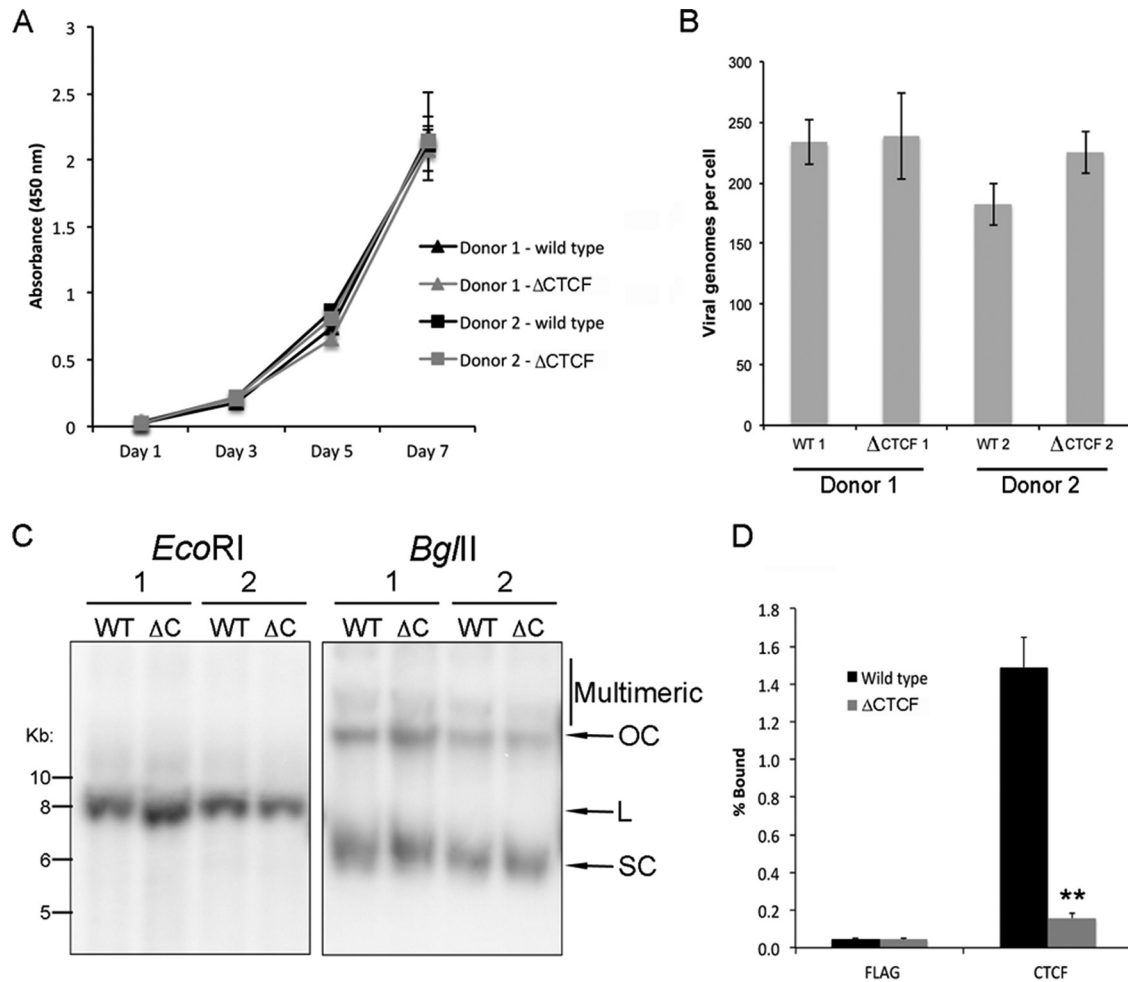 A
3
2.5
2
1.5
1
0.5
0
Absorbance (450 nm)
Day 1
Day 3
Day 5
Day 7
Donor 1 - wild type
Donor 1 - ΔCTCF
Donor 2 - wild type
Donor 2 - ΔCTCF
B
300
250
200
150
100
50
0
Viral genomes per cell
WT 1
ΔCTCF 1
WT 2
ΔCTCF 2
Donor 1
Donor 2
C
EcoRI
BglII
1
2
1
2
WT ΔC WT ΔC
WT ΔC WT ΔC
Kb:
10
8
6
5
Multimeric
OC
L
SC
D
1.8
1.6
1.4
1.2
1.0
0.8
0.6
0.4
0.2
0.0
% Bound
Wild type
ΔCTCF
**
FLAG
CTCF